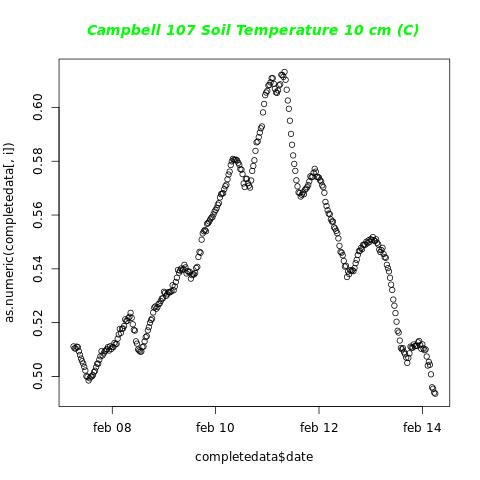 Campbell 107 Soil Temperature 10 cm (C)
as.numeric(completedata[, i])
0.60
0.58
0.56
0.54
0.52
0.50
feb 08 feb 10 feb 12 feb 14
completedata$date